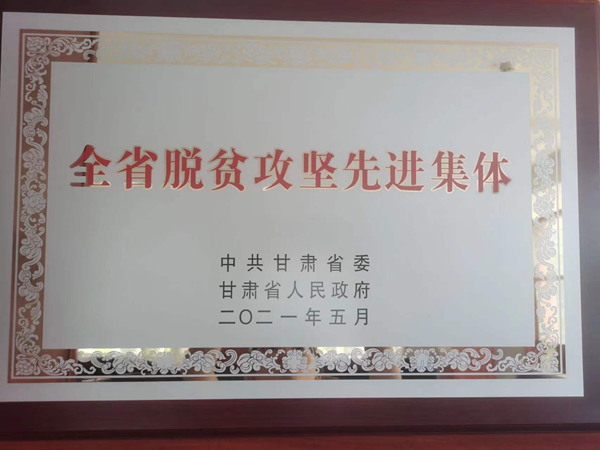 全省脱贫攻坚先进集体
中共甘肃省委
甘肃省人民政府
二〇二一年五月